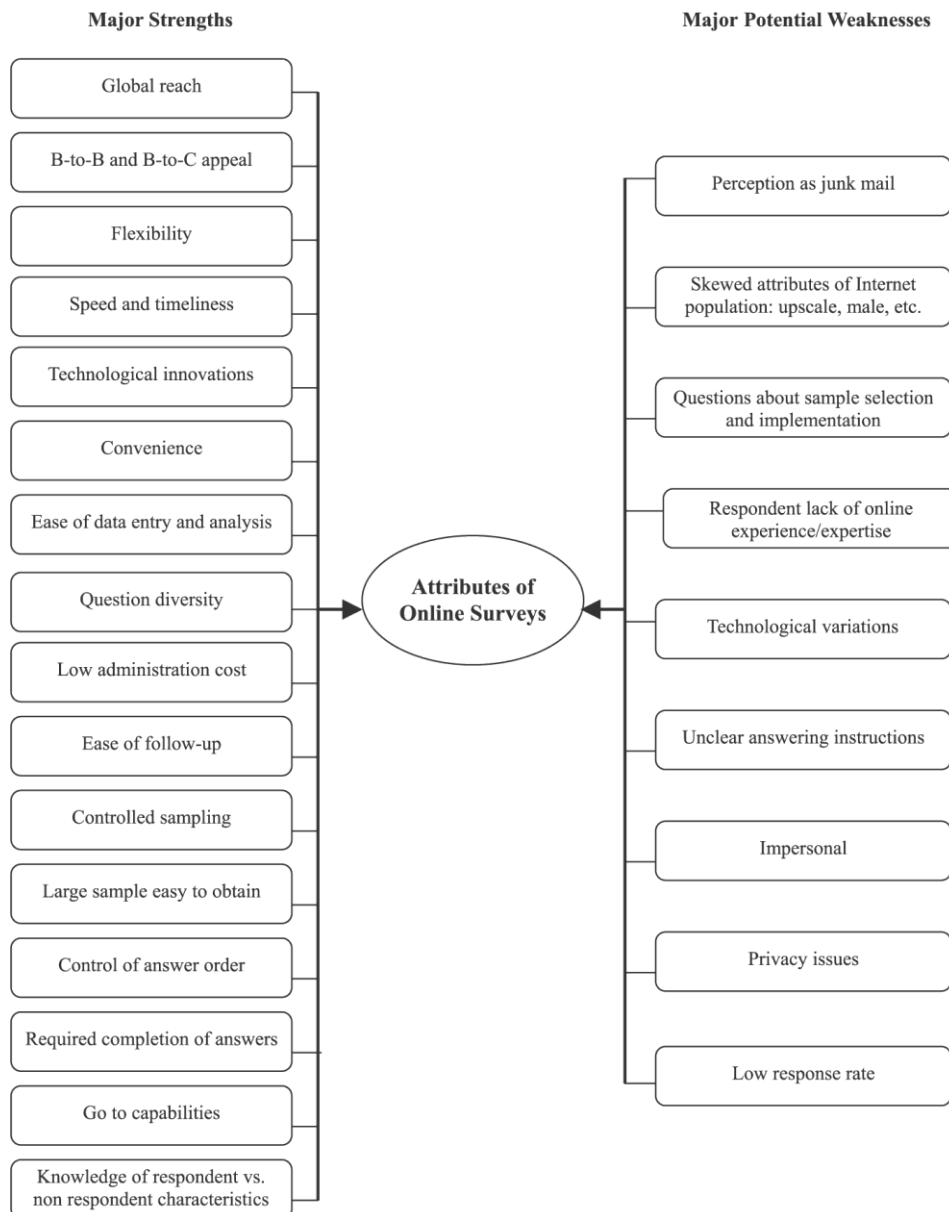 Major Strengths
Global reach
B-to-B and B-to-C appeal
Flexibility
Speed and timeliness
Technological innovations
Convenience
Ease of data entry and analysis
Question diversity
Low administration cost
Ease of follow-up
Controlled sampling
Large sample easy to obtain
Control of answer order
Required completion of answers
Go to capabilities
Knowledge of respondent vs.
non respondent characteristics
Attributes of
Online Surveys
Major Potential Weaknesses
Perception as junk mail
Skewed attributes of Internet
population: upscale, male, etc.
Questions about sample selection
and implementation
Respondent lack of online
experience/expertise
Technological variations
Unclear answering instructions
Impersonal
Privacy issues
Low response rate